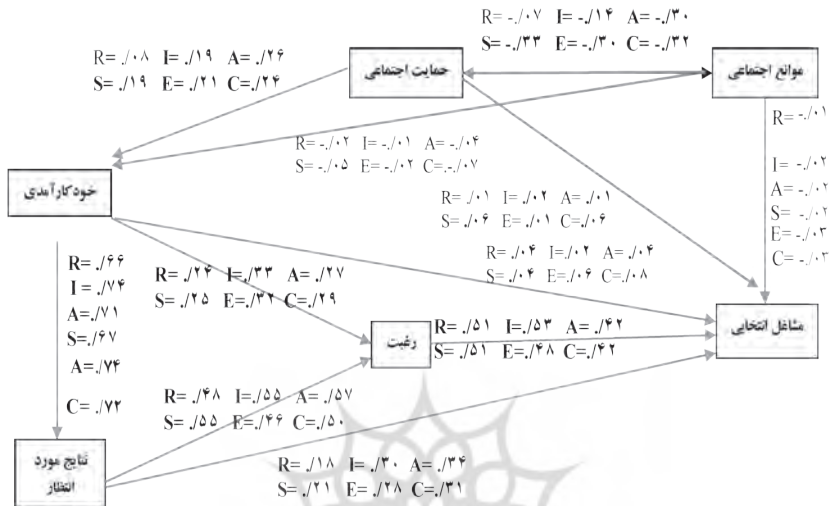 R= -./۰۷ I= -./۱۴ A= -./۳۰
S=-./۳۳ E=-./۳۰ C=-./۳۲
R= ./۰۸ I= ./۱۹ A= ./۲۶
S= ./۱۹ E= ./۲۱ C=./۲۴
حمایت اجتماعی
موانع اجتماعی
R= -./۰۱
I= -./۰۲
A= -./۰۲
S= -./۰۲
E= -./۰۳
C= -./۰۳
R= -./۰۲ I= -./۰۱ A= -./۰۴
S= -./۰۵ E= -./۰۲ C=.-./۰۷
خودکارآمدی
R= ./۰۱ I= ./۰۲ A=./۰۱
S= ./۰۶ E= ./۰۱ C=./۰۶
R= ./۰۴ I=./۰۲ A= ./۰۴
S= ./۰۴ E=./۰۶ C=./۰۸
R= ./۶۶
I = ./۷۴
A=./۷۱
S=./۶۷
A=./۷۴
C= ./۷۲
R= ./۲۴ I=./۳۳ A= ./۲۷
S= ./۲۵ E=./۳۲ C=./۲۹
مشاغل انتخابی
رغبت
R= ./۵۱ I=./۵۳ A= ./۴۲
S= ./۵۱ E=./۴۸ C=./۴۲
R= ./۴۸ I=./۵۵ A= ./۵۷
S= ./۵۵ E=./۴۶ C=./۵۰
نتایج مورد
انتظار
R= ./۱۸ I= ./۳۰ A= ./۳۴
S= ./۲۱ E= ./۲۸ C=./۳۱